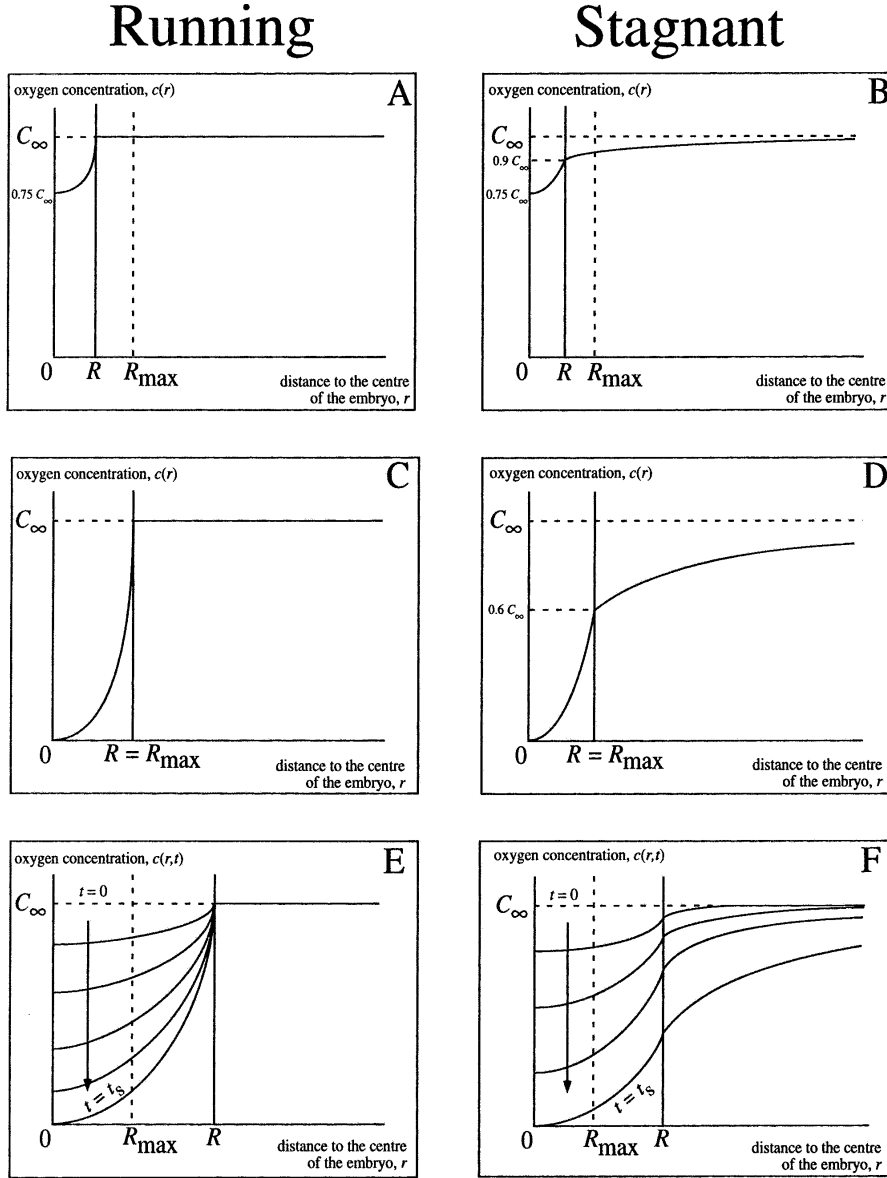 Running
Stagnant
oxygen concentration, c(r)
A
C∞
0.75 C∞
0
R
Rmax
distance to the centre
of the embryo, r
oxygen concentration, c(r)
B
C∞
0.9 C∞
0.75 C∞
0
R
Rmax
distance to the centre
of the embryo, r
oxygen concentration, c(r)
C
C∞
0
R = Rmax
distance to the centre
of the embryo, r
oxygen concentration, c(r)
D
C∞
0.6 C∞
0
R = Rmax
distance to the centre
of the embryo, r
oxygen concentration, c(r,t)
E
t = 0
C∞
t = ts
0
Rmax
R
distance to the centre
of the embryo, r
oxygen concentration, c(r,t)
F
t = 0
C∞
t = ts
0
Rmax
R
distance to the centre
of the embryo, r